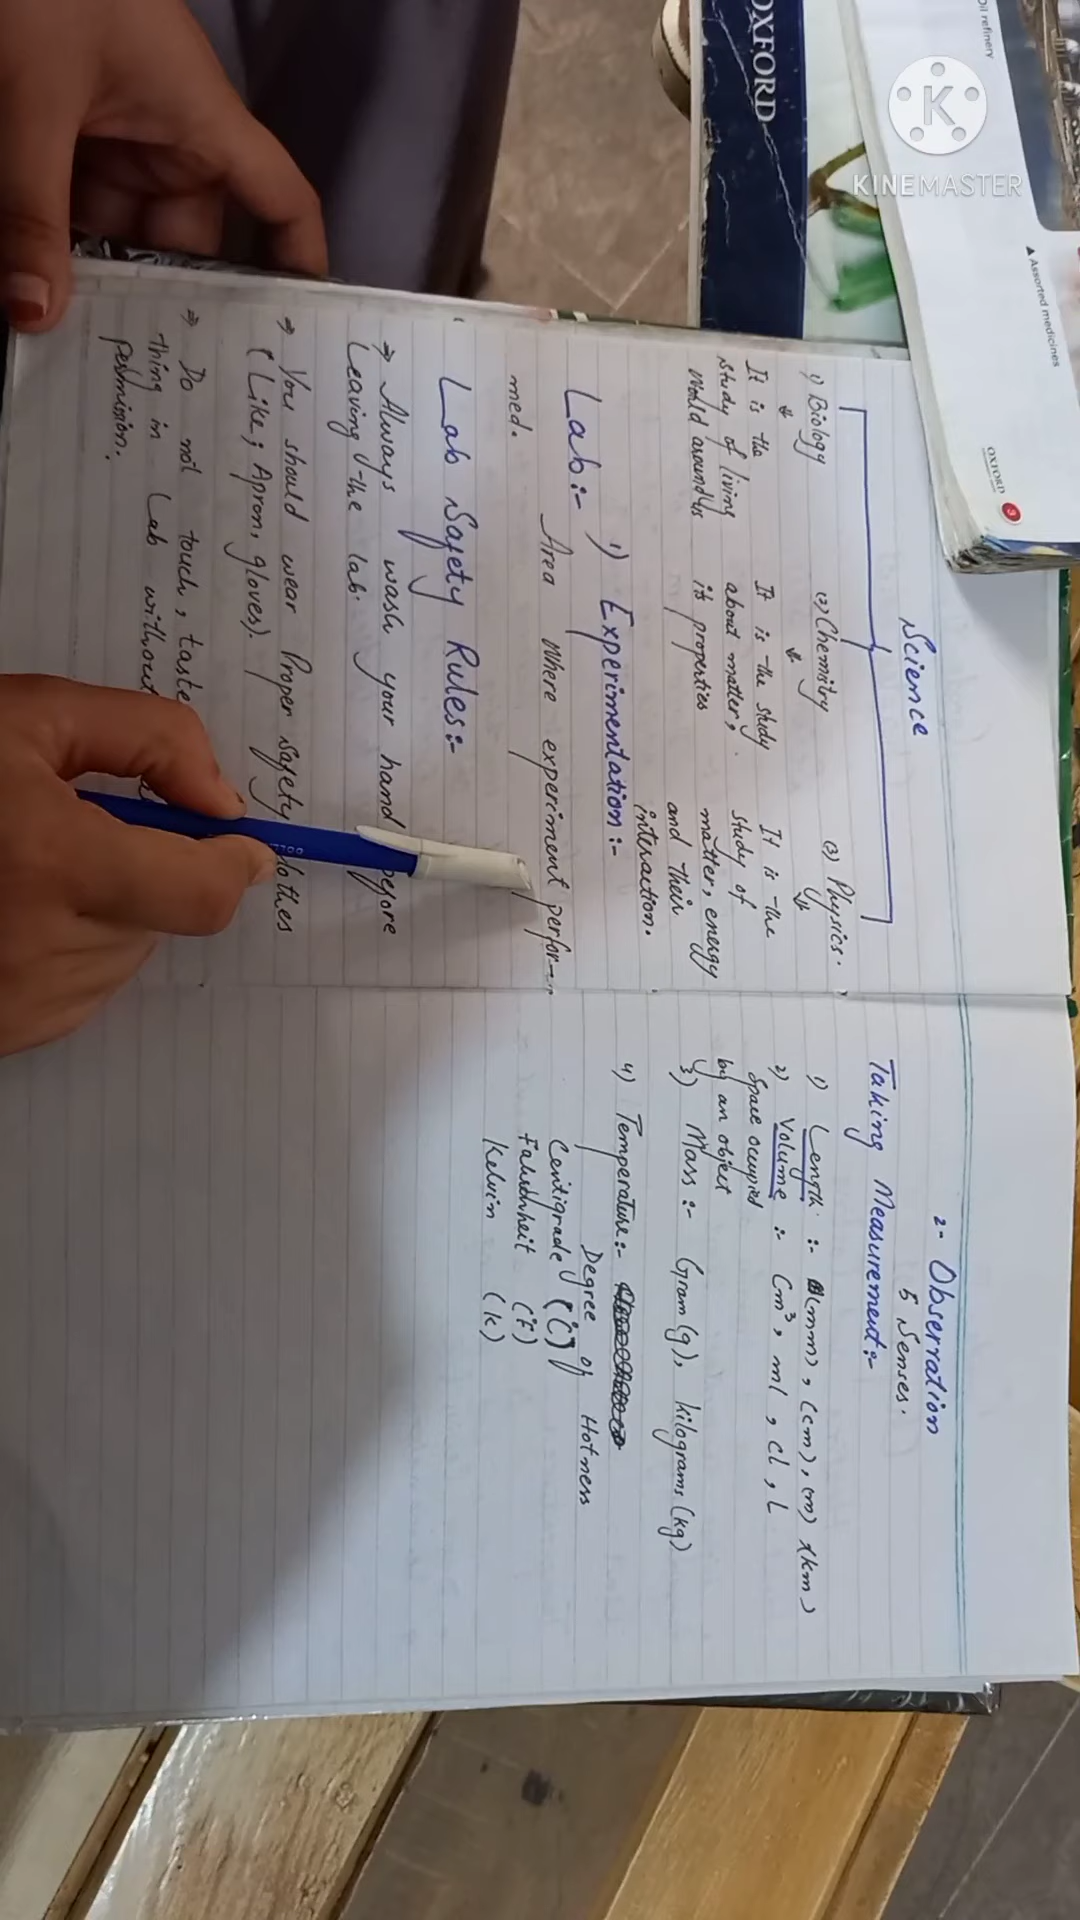 Science
1) Biology
It is the
study of living
world around us
(2) Chemistry
It is the study
about matter,
it properties
(3) Physics.
It is the
study of
matter, energy
and their
interaction.
1) Experimentation:-
Lab:-
Area Where experiment perfor-
med.
Lab Safety Rules:-
⇒ Always wash your hand before
Leaving the lab.
⇒ You should wear Proper Safety clothes
(Like; Apron, gloves).
⇒ Do not touch, taste
thing in Lab without
permission.
2- Observation
5 Senses.
Taking Measurement:-
1) Length :- (mm), (cm), (m) (km)
2) Volume :- Cm³, ml, cl, L
Space occupied
by an object
3) Mass:- Gram(g), kilograms(kg)
4) Temperature:-
Degree of Hotness
Centigrade (°C)
Fahrenheit (°F)
Kelvin (k)
OXFORD
Oil refinery
▲ Assorted medicines
OXFORD
3
K
KINEMASTER